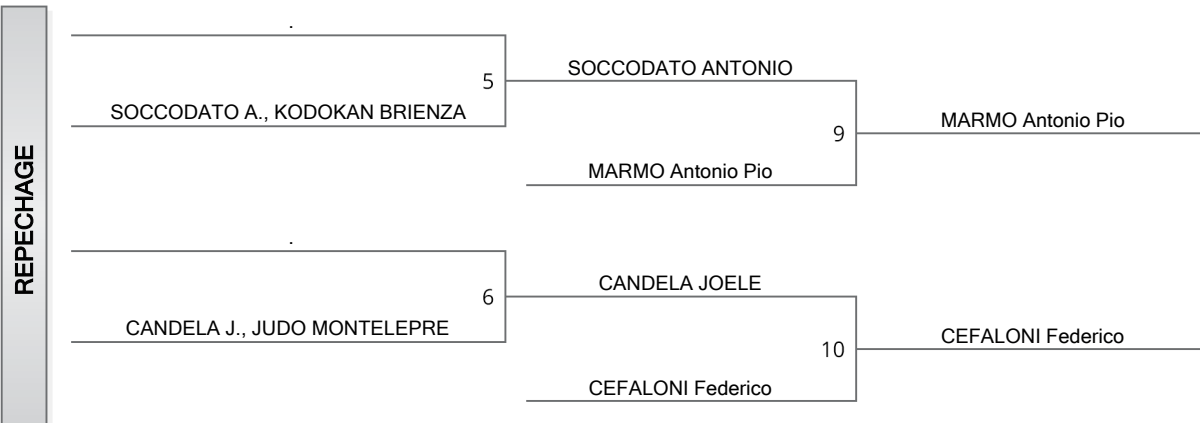 REPECHAGE
.
5
SOCCODATO A., KODOKAN BRIENZA
SOCCODATO ANTONIO
9
MARMO Antonio Pio
MARMO Antonio Pio
.
6
CANDELA J., JUDO MONTELEPRE
CANDELA JOELE
10
CEFALONI Federico
CEFALONI Federico